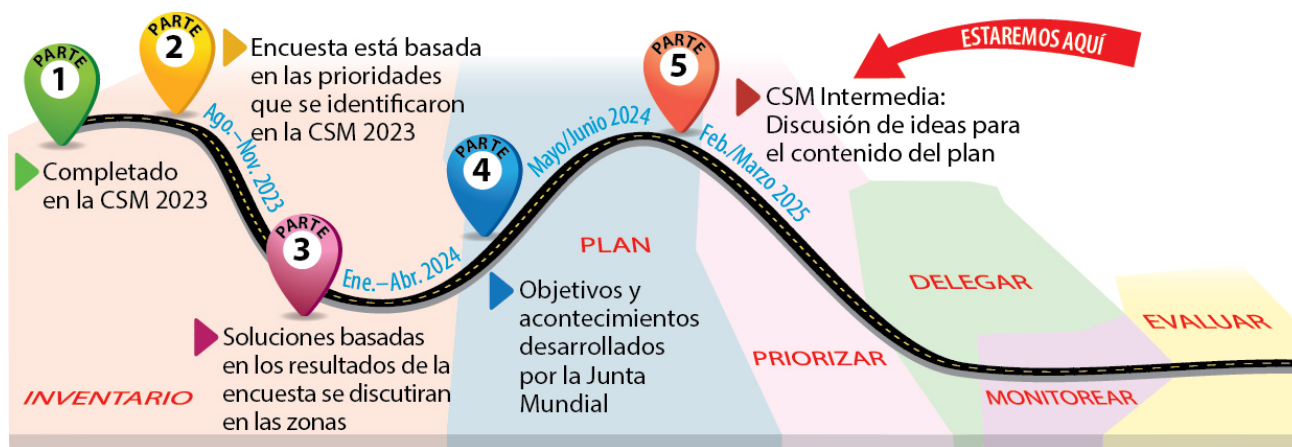 PARTE
1
Completado
en la CSM 2023
PARTE
2
Encuesta está basada
en las prioridades
que se identificaron
en la CSM 2023
Ago.–Nov. 2023
PARTE
3
Soluciones basadas
en los resultados de la
encuesta se discutiran
en las zonas
INVENTARIO
Ene.–Abr. 2024
PARTE
4
Objetivos y
acontecimientos
desarrollados
por la Junta
Mundial
PLAN
Mayo/Junio 2024
PARTE
5
CSM Intermedia:
Discusión de ideas para
el contenido del plan
ESTAREMOS AQUÍ
Feb./Marzo 2025
PRIORIZAR
DELEGAR
MONITOREAR
EVALUAR